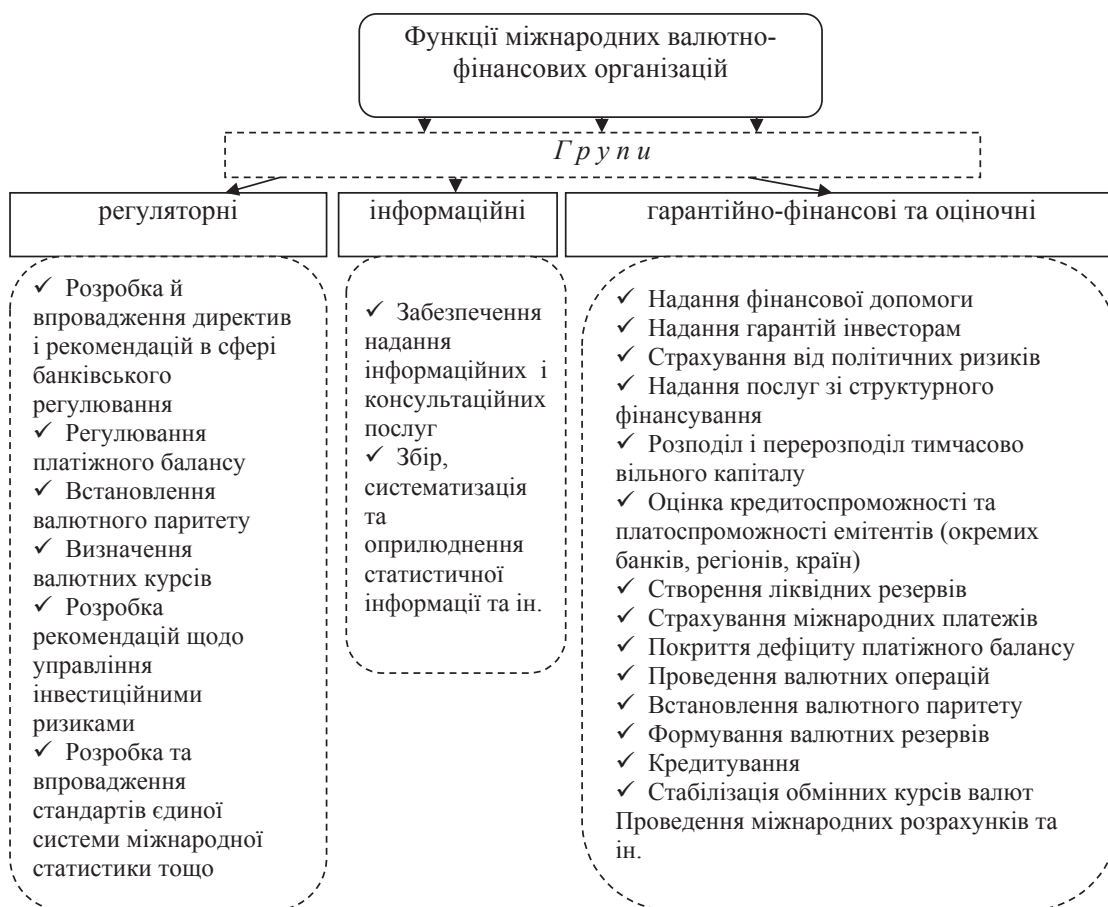 Функції міжнародних валютно-
фінансових організацій
Групи
регуляторні
інформаційні
гарантійно-фінансові та оціночні
✓ Розробка й
впровадження директив
і рекомендацій в сфері
банківського
регулювання
✓ Регулювання
платіжного балансу
✓ Встановлення
валютного паритету
✓ Визначення
валютних курсів
✓ Розробка
рекомендацій щодо
управління
інвестиційними
ризиками
✓ Розробка та
впровадження
стандартів єдиної
системи міжнародної
статистики тощо
✓ Забезпечення
надання
інформаційних і
консультаційних
послуг
✓ Збір,
систематизація
та
оприлюднення
статистичної
інформації та ін.
✓ Надання фінансової допомоги
✓ Надання гарантій інвесторам
✓ Страхування від політичних ризиків
✓ Надання послуг зі структурного
фінансування
✓ Розподіл і перерозподіл тимчасово
вільного капіталу
✓ Оцінка кредитоспроможності та
платоспроможності емітентів (окремих
банків, регіонів, країн)
✓ Створення ліквідних резервів
✓ Страхування міжнародних платежів
✓ Покриття дефіциту платіжного балансу
✓ Проведення валютних операцій
✓ Встановлення валютного паритету
✓ Формування валютних резервів
✓ Кредитування
✓ Стабілізація обмінних курсів валют
Проведення міжнародних розрахунків та
ін.